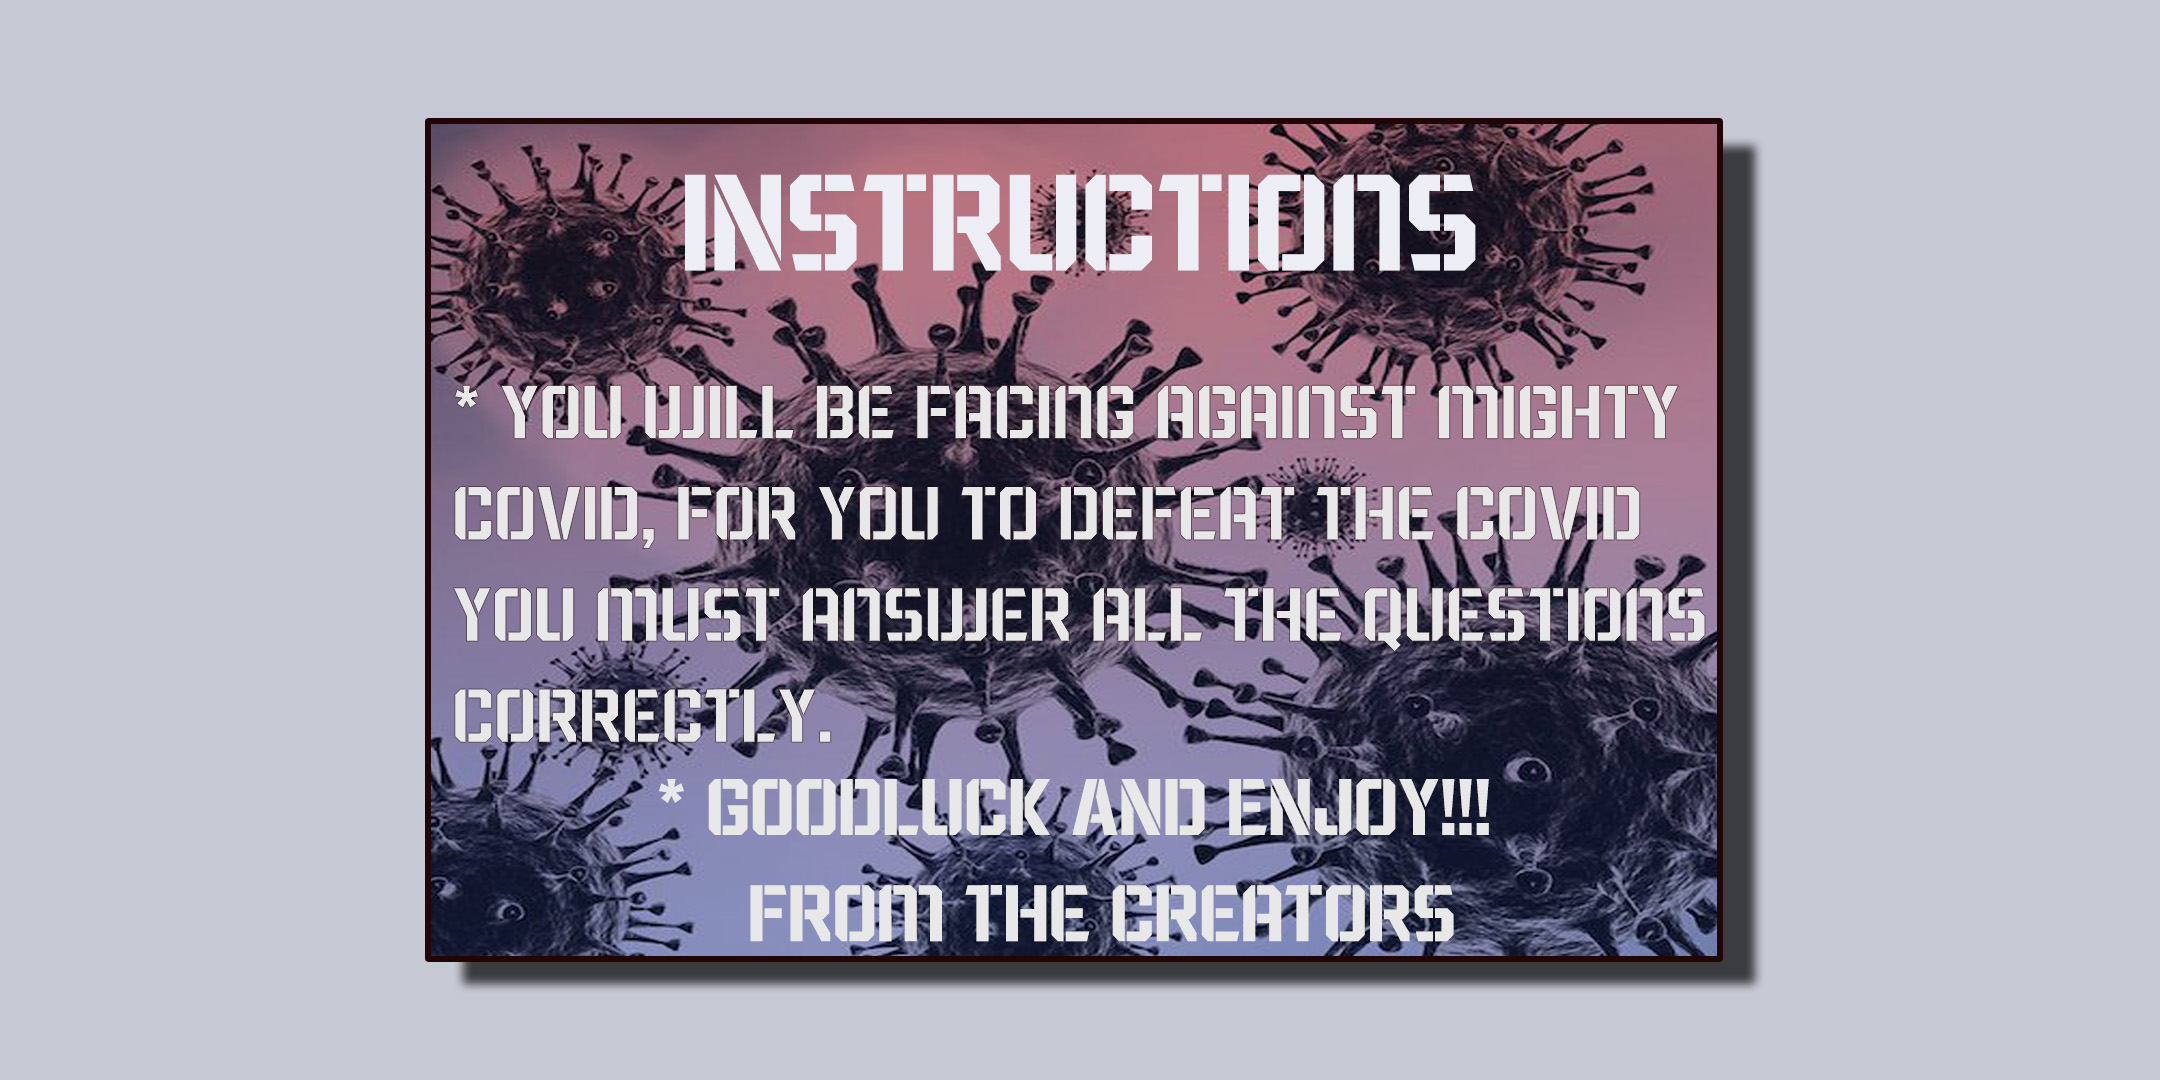 INSTRUCTIONS
* YOU WILL BE FACING AGAINST MIGHTY
COVID, FOR YOU TO DEFEAT THE COVID
YOU MUST ANSWER ALL THE QUESTIONS
CORRECTLY.
* GOODLUCK AND ENJOY!!!
FROM THE CREATORS